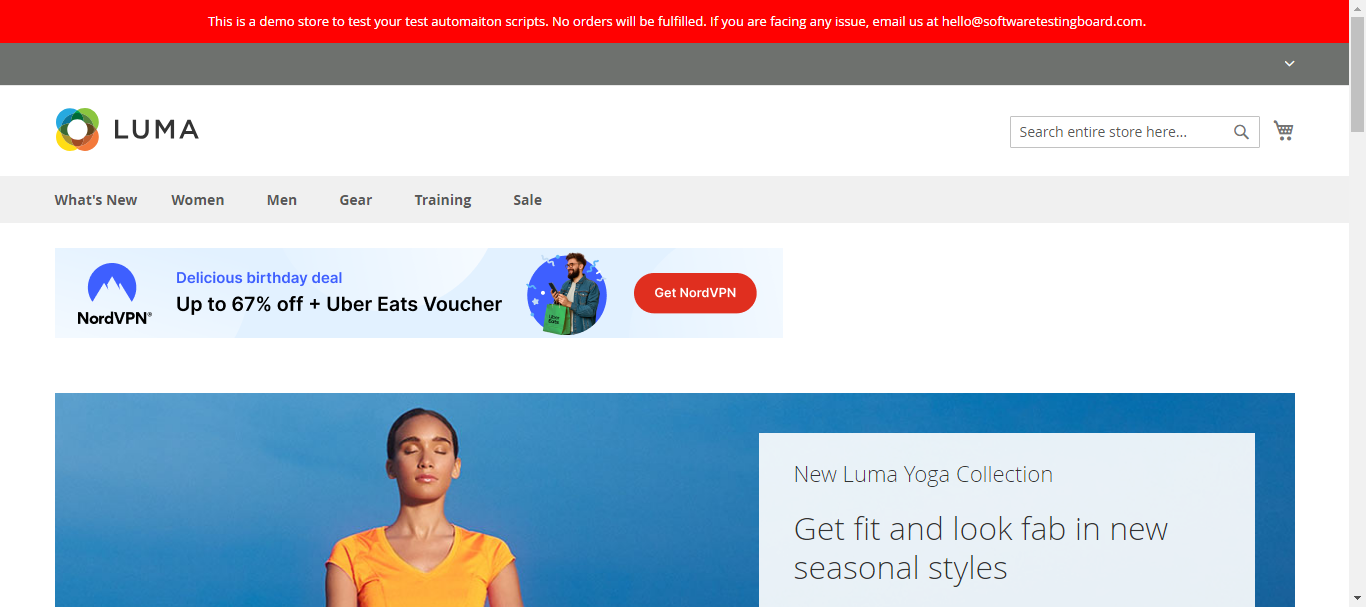 This is a demo store to test your test automaiton scripts. No orders will be fulfilled. If you are facing any issue, email us at hello@softwaretestingboard.com.
LUMA
Search entire store here...
What's New Women Men Gear Training Sale
Delicious birthday deal
Up to 67% off + Uber Eats Voucher
NordVPN®
UBER
Eats
Get NordVPN
New Luma Yoga Collection
Get fit and look fab in new
seasonal styles